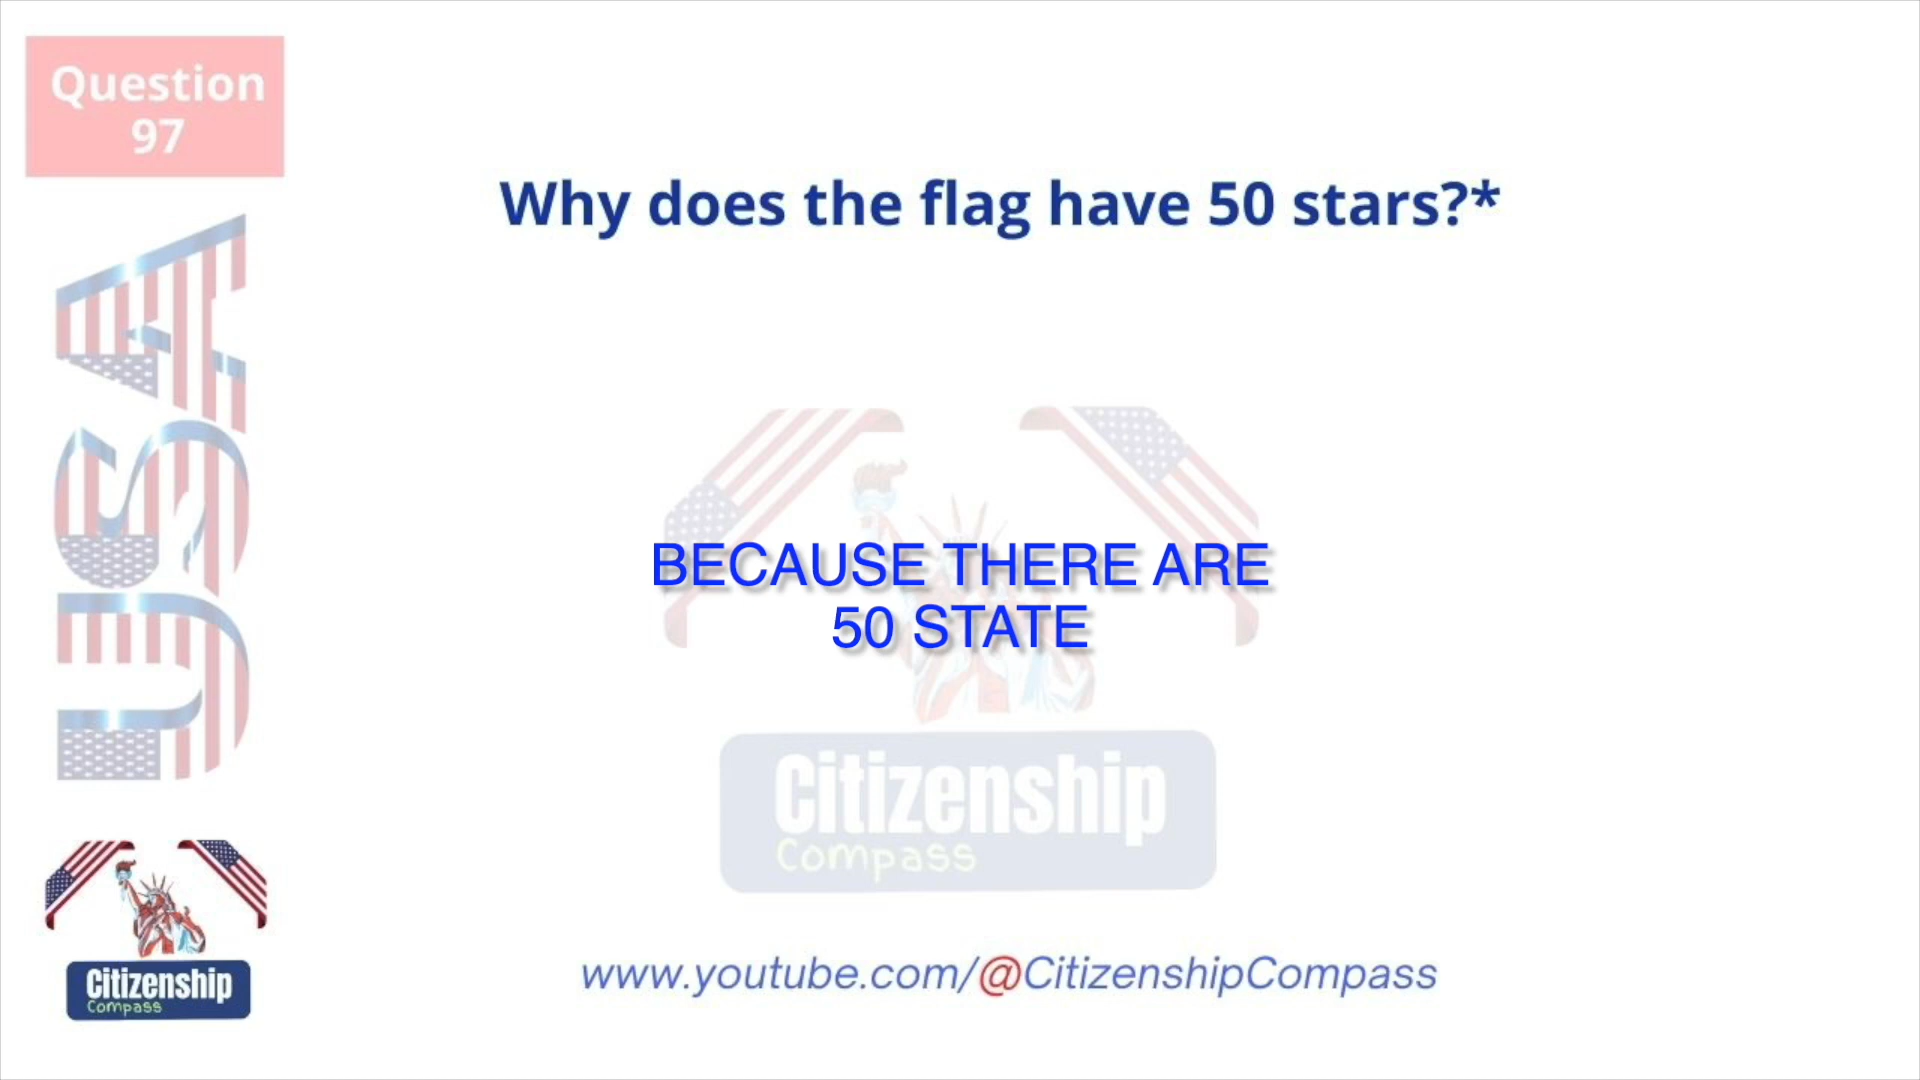 Question
97
Why does the flag have 50 stars?*
USA
BECAUSE THERE ARE
50 STATE
Citizenship
Compass
Citizenship
Compass
www.youtube.com/@CitizenshipCompass